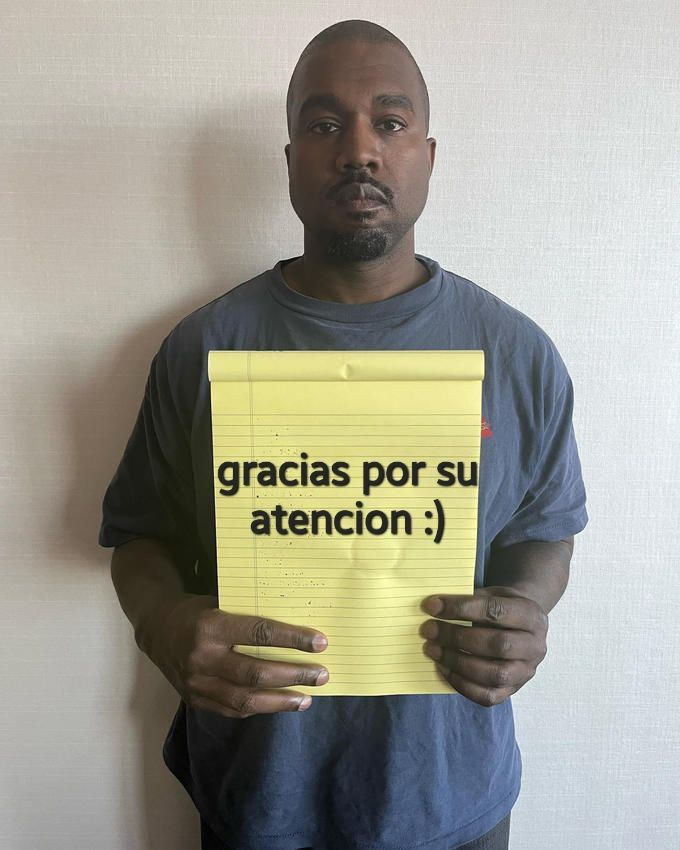 gracias por su
atencion :)